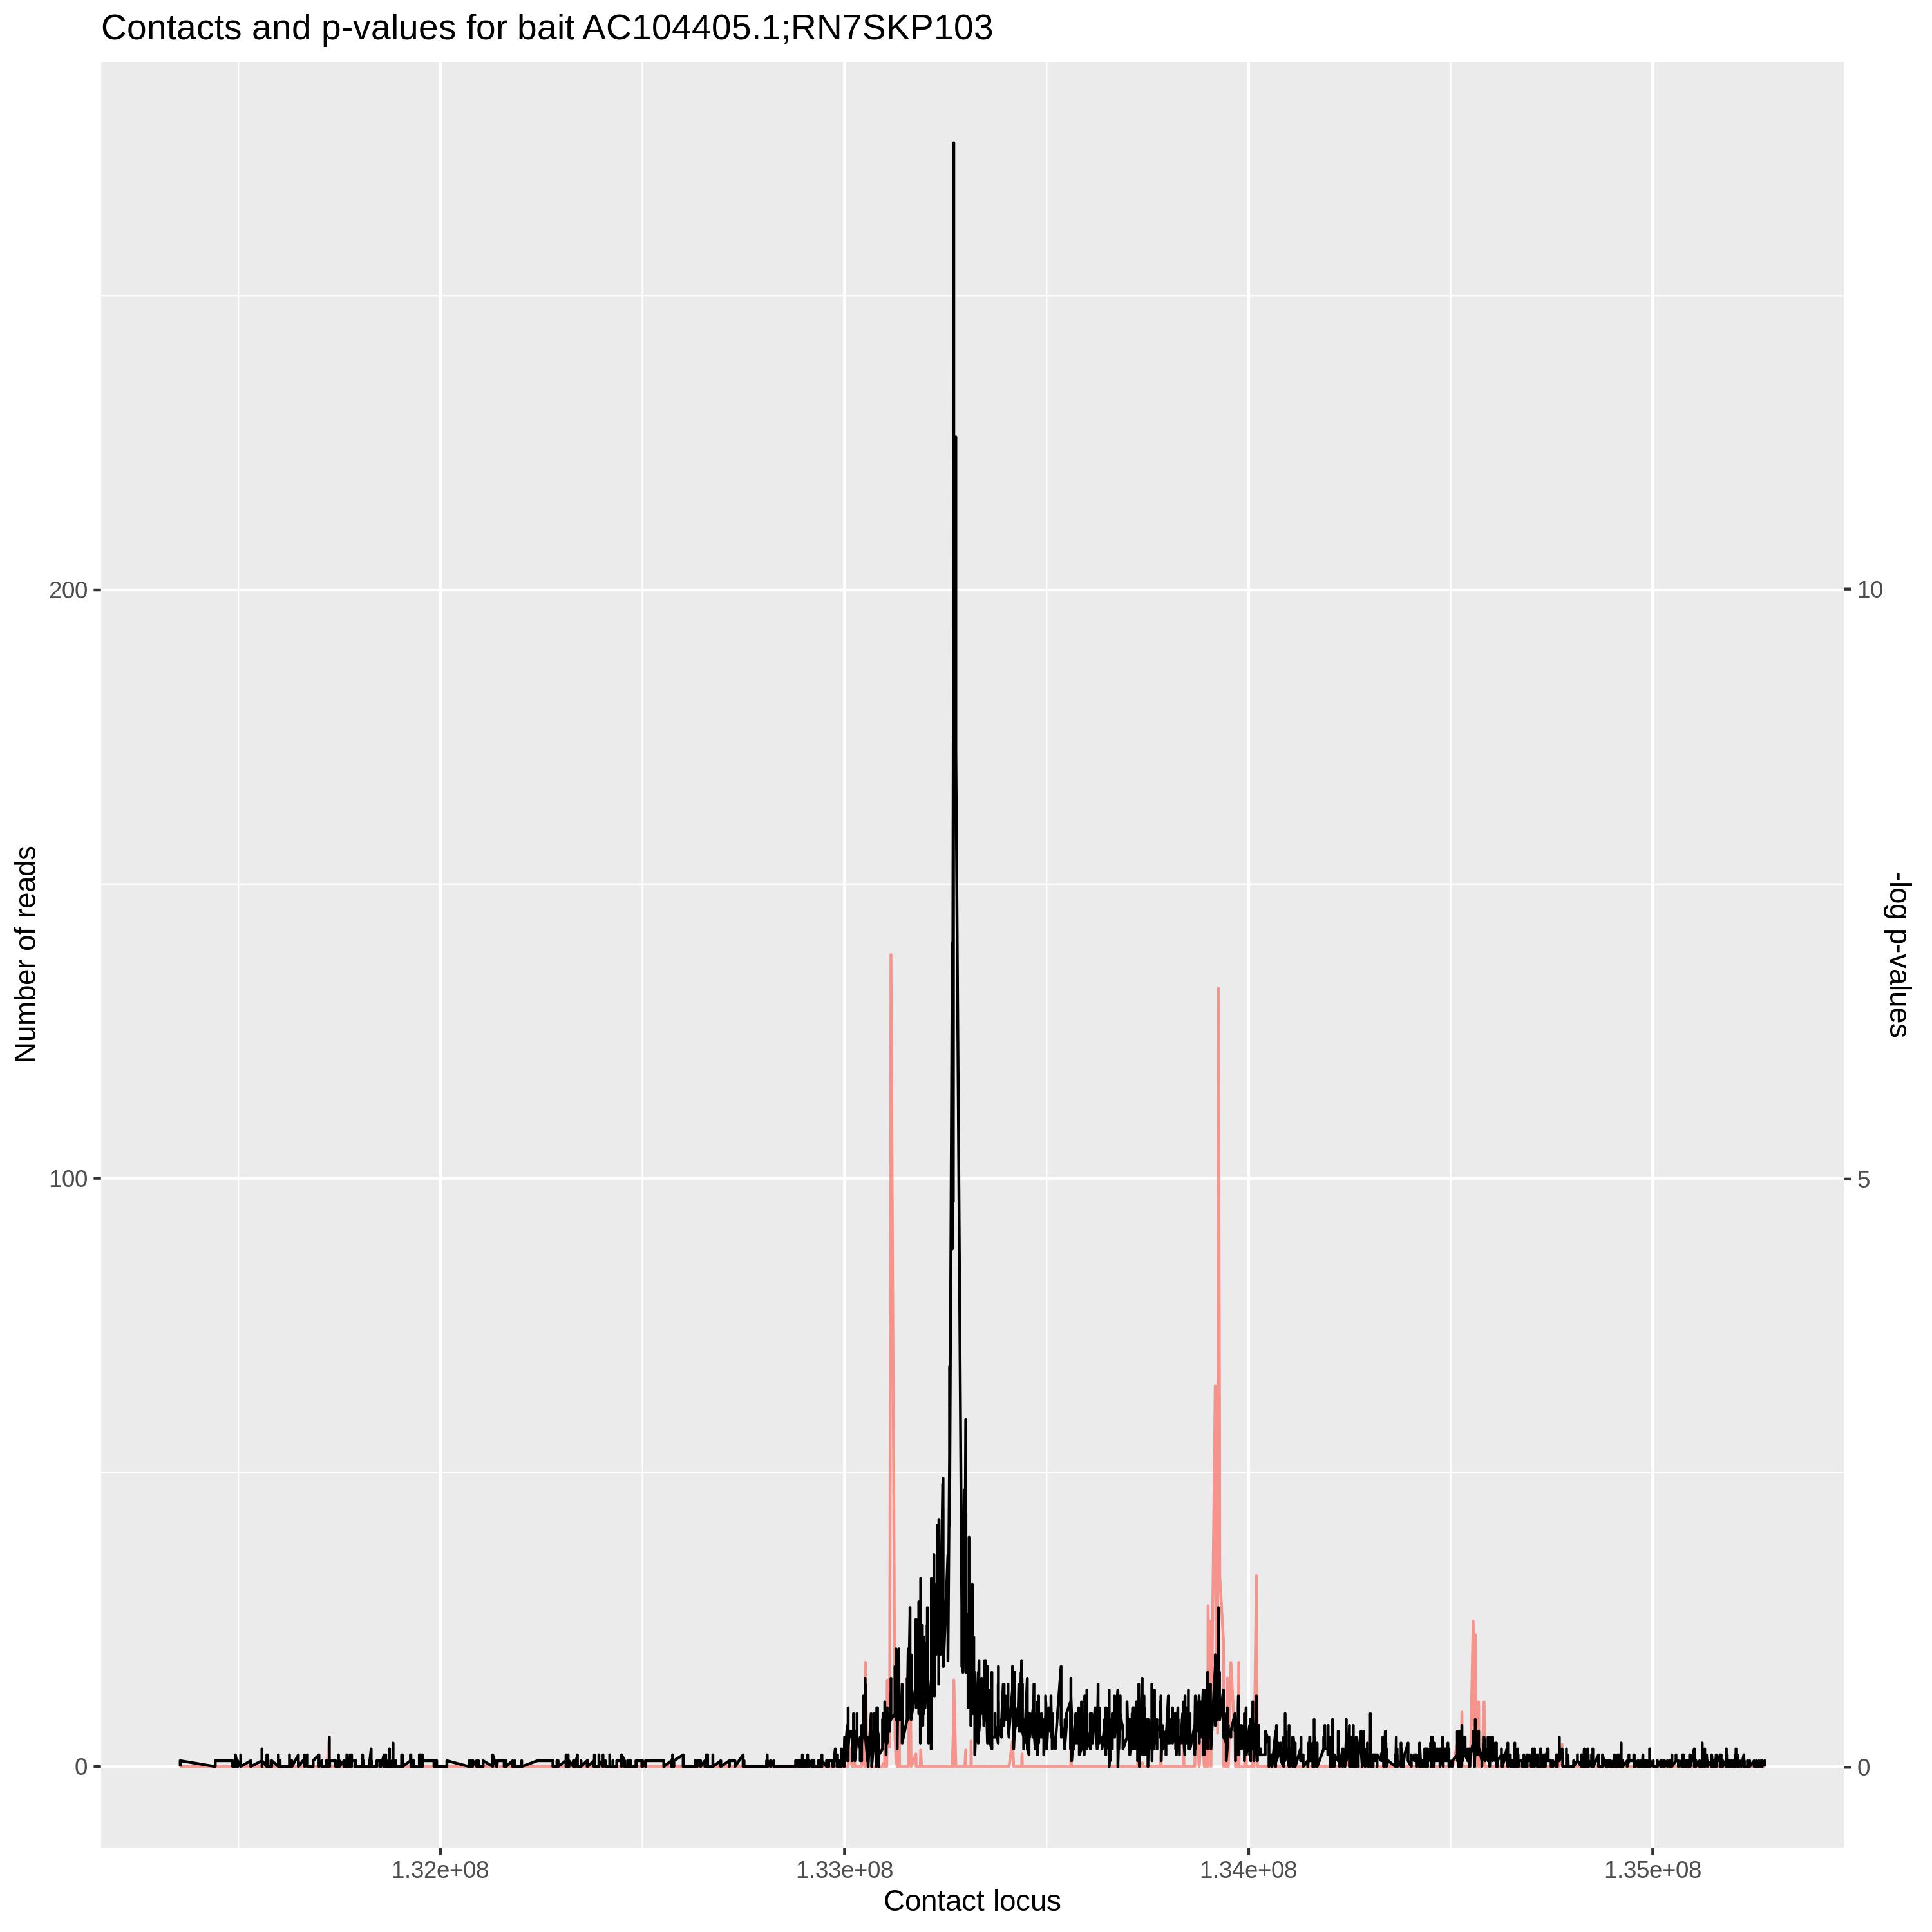 Contacts and p-values for bait AC104405.1;RN7SKP103
200
100
0
Number of reads
10
5
0
-log p-values
1.32e+08
1.33e+08
1.34e+08
1.35e+08
Contact locus